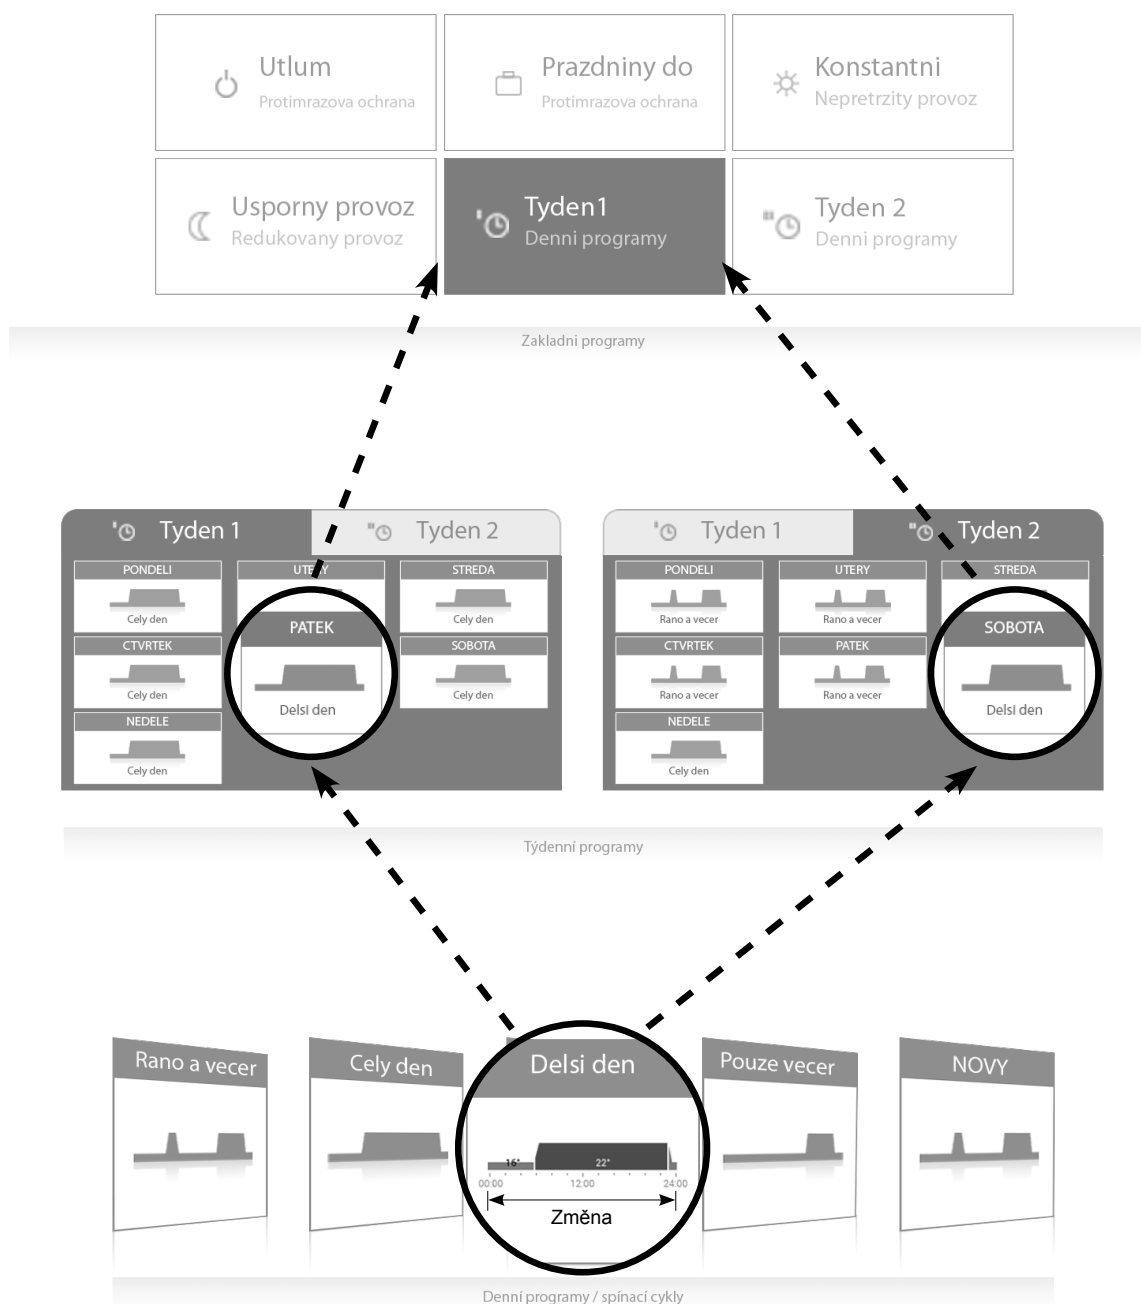 Utlum
Protimrazova ochrana
Prazdniny do
Protimrazova ochrana
Konstantni
Nepretrzity provoz
Usporny provoz
Redukovany provoz
Tyden1
Denni programy
Tyden 2
Denni programy
Zakladni programy
Tyden 1
Tyden 2
PONDELI
UTERY
STREDA
Cely den
Cely den
CTVRTEK
PATEK
SOBOTA
Cely den
Delsi den
Cely den
NEDELE
Cely den
Tyden 1
Tyden 2
PONDELI
UTERY
STREDA
Rano a vecer
Rano a vecer
CTVRTEK
PATEK
SOBOTA
Rano a vecer
Rano a vecer
Delsi den
NEDELE
Cely den
Týdenní programy
Rano a vecer
Cely den
Delsi den
16°
22°
00:00
12:00
24:00
Změna
Pouze vecer
NOVY
Denní programy / spínací cykly